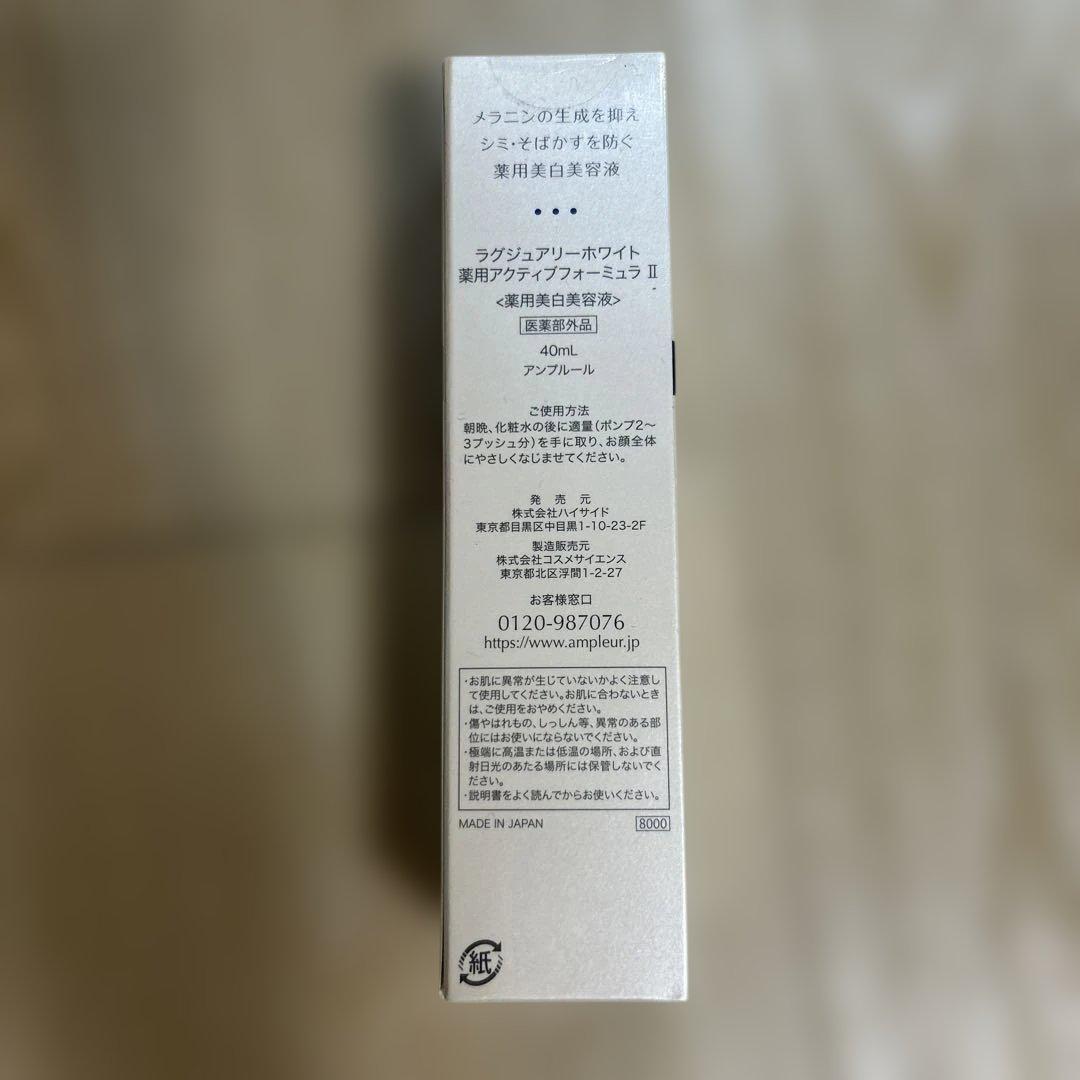 メラニンの生成を抑え
シミ・そばかすを防ぐ
薬用美白美容液
•••
ラグジュアリーホワイト
薬用アクティブフォーミュラ Ⅱ
<薬用美白美容液>
医薬部外品
40mL
アンプルール
ご使用方法
朝晩、化粧水の後に適量(ポンプ2〜
3プッシュ分)を手に取り、お顔全体
にやさしくなじませてください。
発 売 元
株式会社ハイサイド
東京都目黒区中目黒1-10-23-2F
製造販売元
株式会社コスメサイエンス
東京都北区浮間1-2-27
お客様窓口
0120-987076
https://www.ampleur.jp
・お肌に異常が生じていないかよく注意し
て使用してください。お肌に合わないとき
は、ご使用をおやめください。
・傷やはれもの、しっしん等、異常のある部
位にはお使いにならないでください。
・極端に高温または低温の場所、および直
射日光のあたる場所には保管しないでく
ださい。
・説明書をよく読んでからお使いください。
MADE IN JAPAN 8000
紙